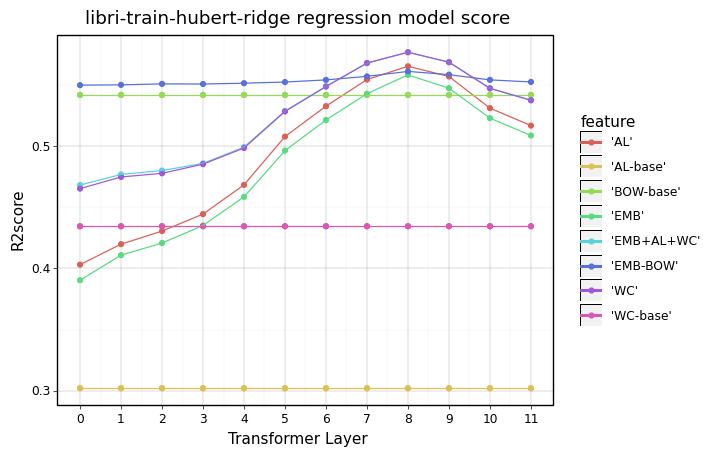 libri-train-hubert-ridge regression model score
R2score
0.5
0.4
0.3
0 1 2 3 4 5 6 7 8 9 10 11
Transformer Layer
feature
'AL'
'AL-base'
'BOW-base'
'EMB'
'EMB+AL+WC'
'EMB-BOW'
'WC'
'WC-base'